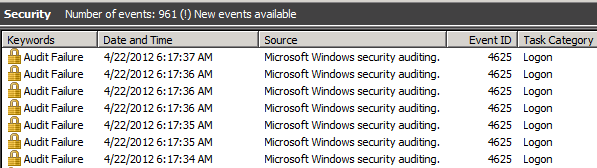 Security Number of events: 961 (!) New events available
Keywords Date and Time Source Event ID Task Category
Audit Failure 4/22/2012 6:17:37 AM Microsoft Windows security auditing. 4625 Logon
Audit Failure 4/22/2012 6:17:36 AM Microsoft Windows security auditing. 4625 Logon
Audit Failure 4/22/2012 6:17:36 AM Microsoft Windows security auditing. 4625 Logon
Audit Failure 4/22/2012 6:17:36 AM Microsoft Windows security auditing. 4625 Logon
Audit Failure 4/22/2012 6:17:35 AM Microsoft Windows security auditing. 4625 Logon
Audit Failure 4/22/2012 6:17:35 AM Microsoft Windows security auditing. 4625 Logon
Audit Failure 4/22/2012 6:17:34 AM Microsoft Windows security auditing. 4625 Logon